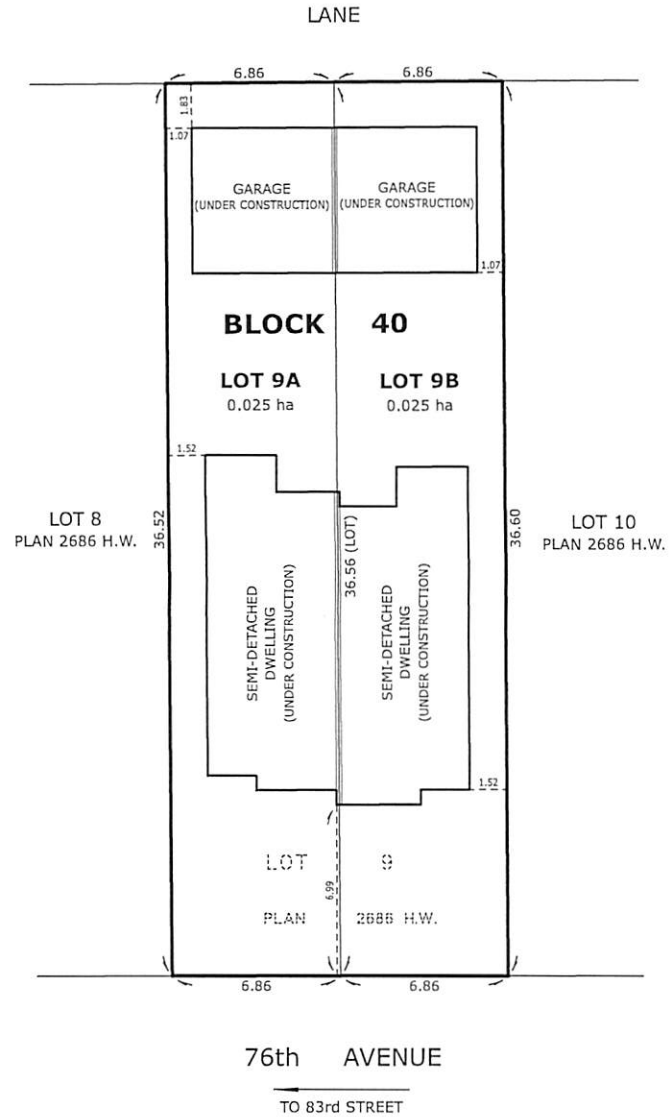 LANE
6.86 6.86
1.83
1.07
GARAGE
(UNDER CONSTRUCTION)
GARAGE
(UNDER CONSTRUCTION)
1.07
BLOCK 40
LOT 9A
0.025 ha
LOT 9B
0.025 ha
1.52
LOT 8
PLAN 2686 H.W.
36.52
36.56 (LOT)
36.60
LOT 10
PLAN 2686 H.W.
SEMI-DETACHED
DWELLING
(UNDER CONSTRUCTION)
SEMI-DETACHED
DWELLING
(UNDER CONSTRUCTION)
1.52
LOT 9
6.99
PLAN 2686 H.W.
6.86 6.86
76th AVENUE
TO 83rd STREET